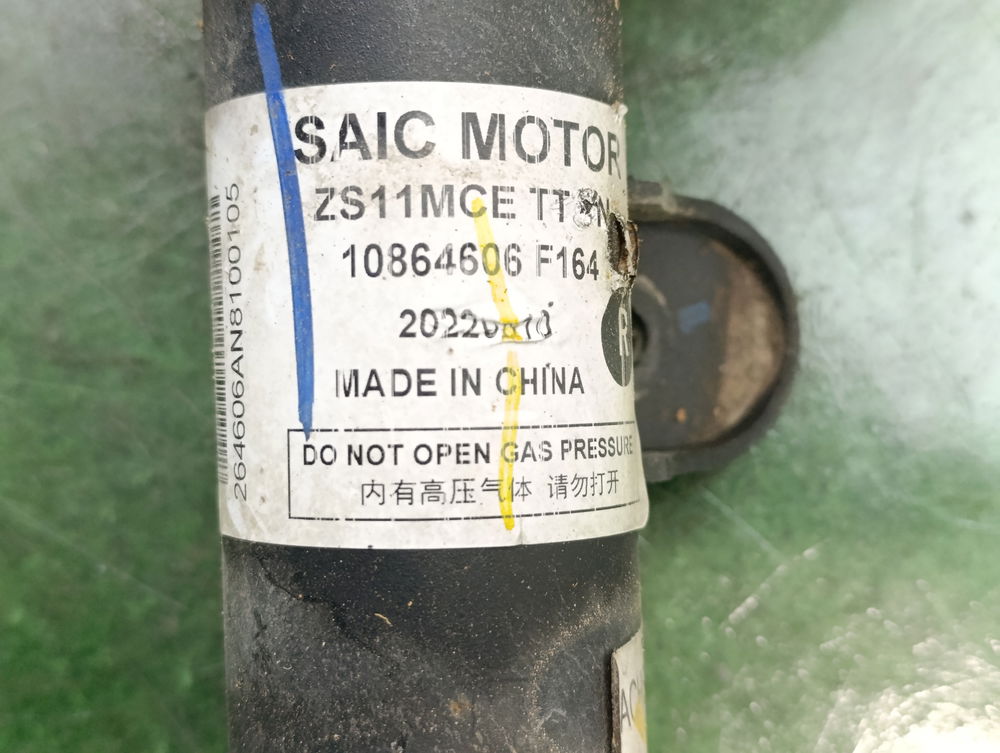 SAIC MOTOR
ZS11MCE
10864606 F164
MADE IN CHINA
DO NOT OPEN GAS PRESSURE
内有高压气体 请勿打开
R
264606AN8100105